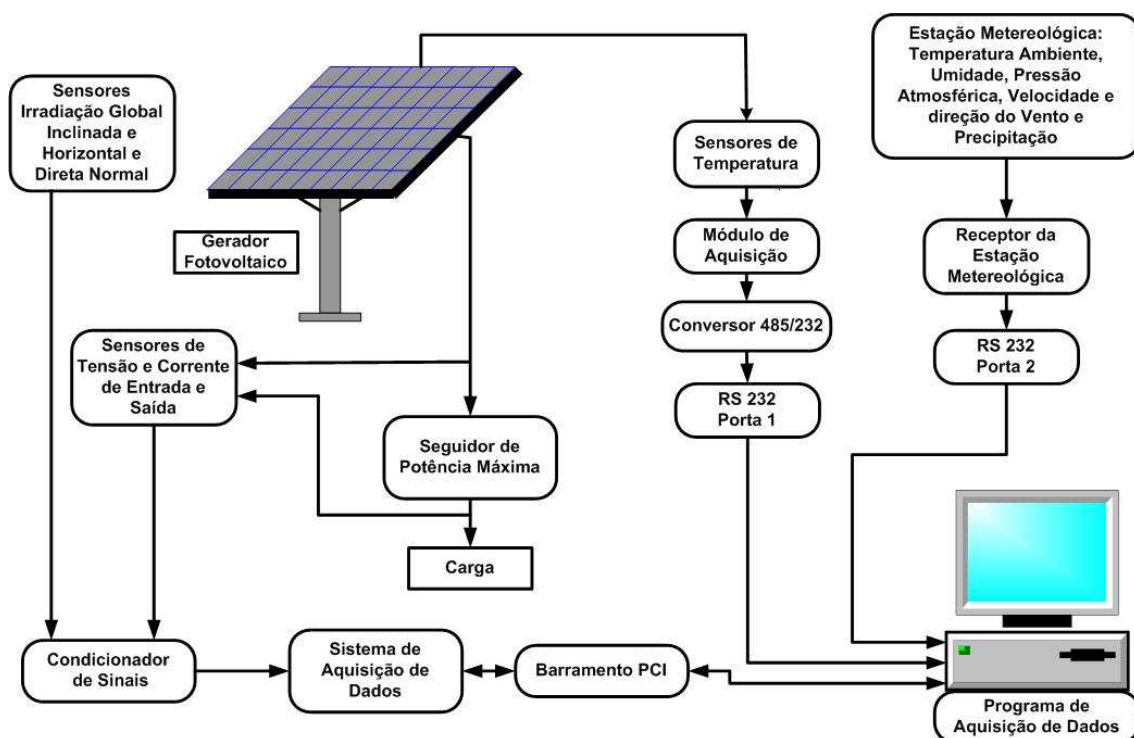 Sensores
Irradiação Global
Inclinada e
Horizontal e
Direta Normal
Gerador
Fotovoltaico
Sensores de
Temperatura
Estação Metereológica:
Temperatura Ambiente,
Umidade, Pressão
Atmosférica, Velocidade e
direção do Vento e
Precipitação
Módulo de
Aquisição
Receptor da
Estação
Metereológica
Conversor 485/232
RS 232
Porta 1
RS 232
Porta 2
Sensores de
Tensão e Corrente
de Entrada e
Saída
Seguidor de
Potência Máxima
Carga
Condicionador
de Sinais
Sistema de
Aquisição de
Dados
Barramento PCI
Programa de
Aquisição de Dados